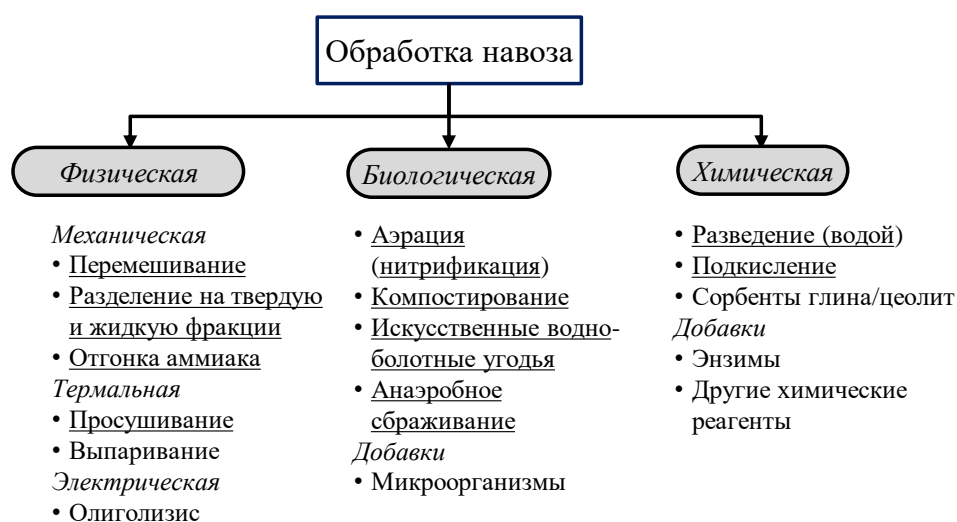 Обработка навоза
Физическая
Механическая
• Перемешивание
• Разделение на твердую
и жидкую фракции
• Отгонка аммиака
Термальная
• Просушивание
• Выпаривание
Электрическая
• Олиголизис
Биологическая
• Аэрация
(нитрификация)
• Компостирование
• Искусственные водно-
болотные угодья
• Анаэробное
сбраживание
Добавки
• Микроорганизмы
Химическая
• Разведение (водой)
• Подкисление
• Сорбенты глина/цеолит
Добавки
• Энзимы
• Другие химические
реагенты